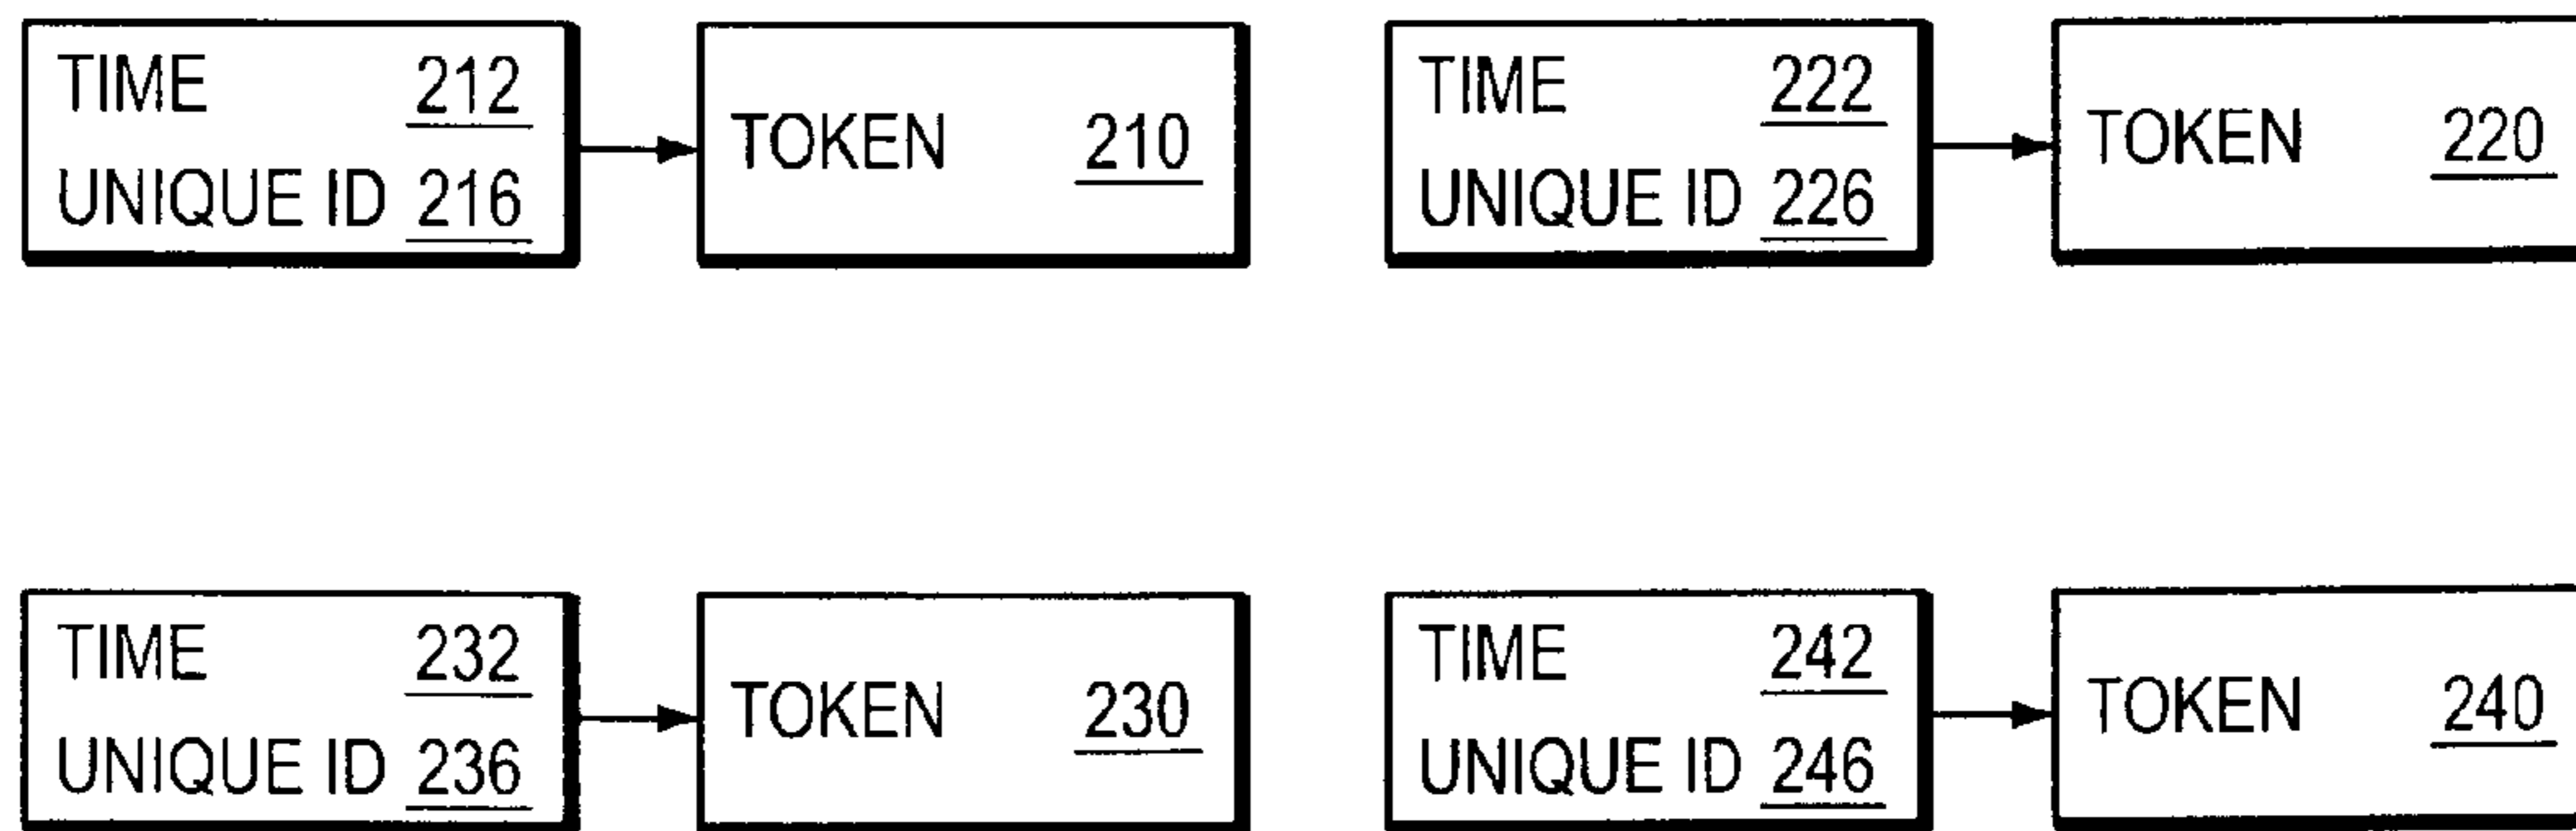 TIME 212
UNIQUE ID 216
TOKEN 210
TIME 222
UNIQUE ID 226
TOKEN 220
TIME 232
UNIQUE ID 236
TOKEN 230
TIME 242
UNIQUE ID 246
TOKEN 240